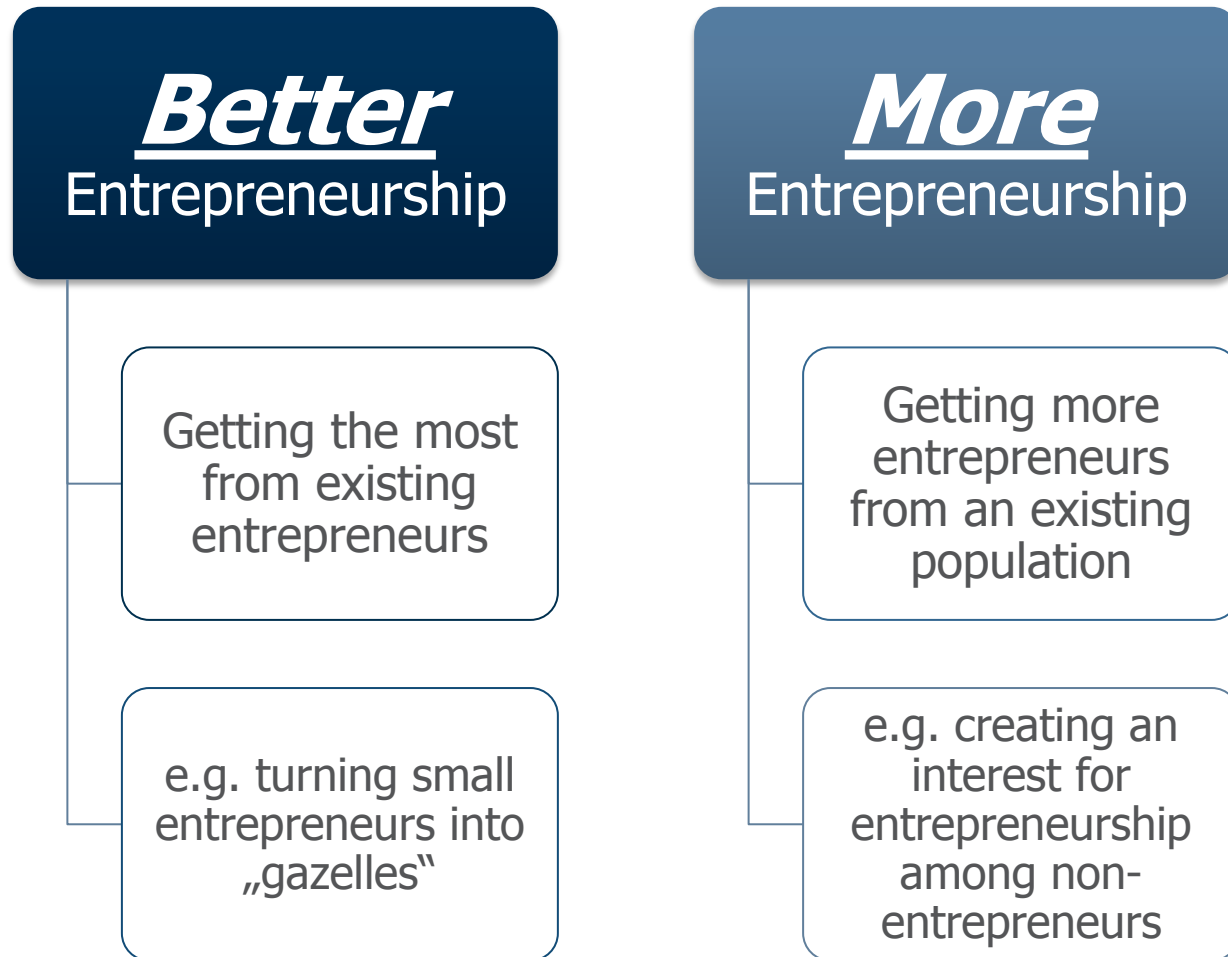 Better
Entrepreneurship
Getting the most
from existing
entrepreneurs
e.g. turning small
entrepreneurs into
„gazelles“
More
Entrepreneurship
Getting more
entrepreneurs
from an existing
population
e.g. creating an
interest for
entrepreneurship
among non-
entrepreneurs